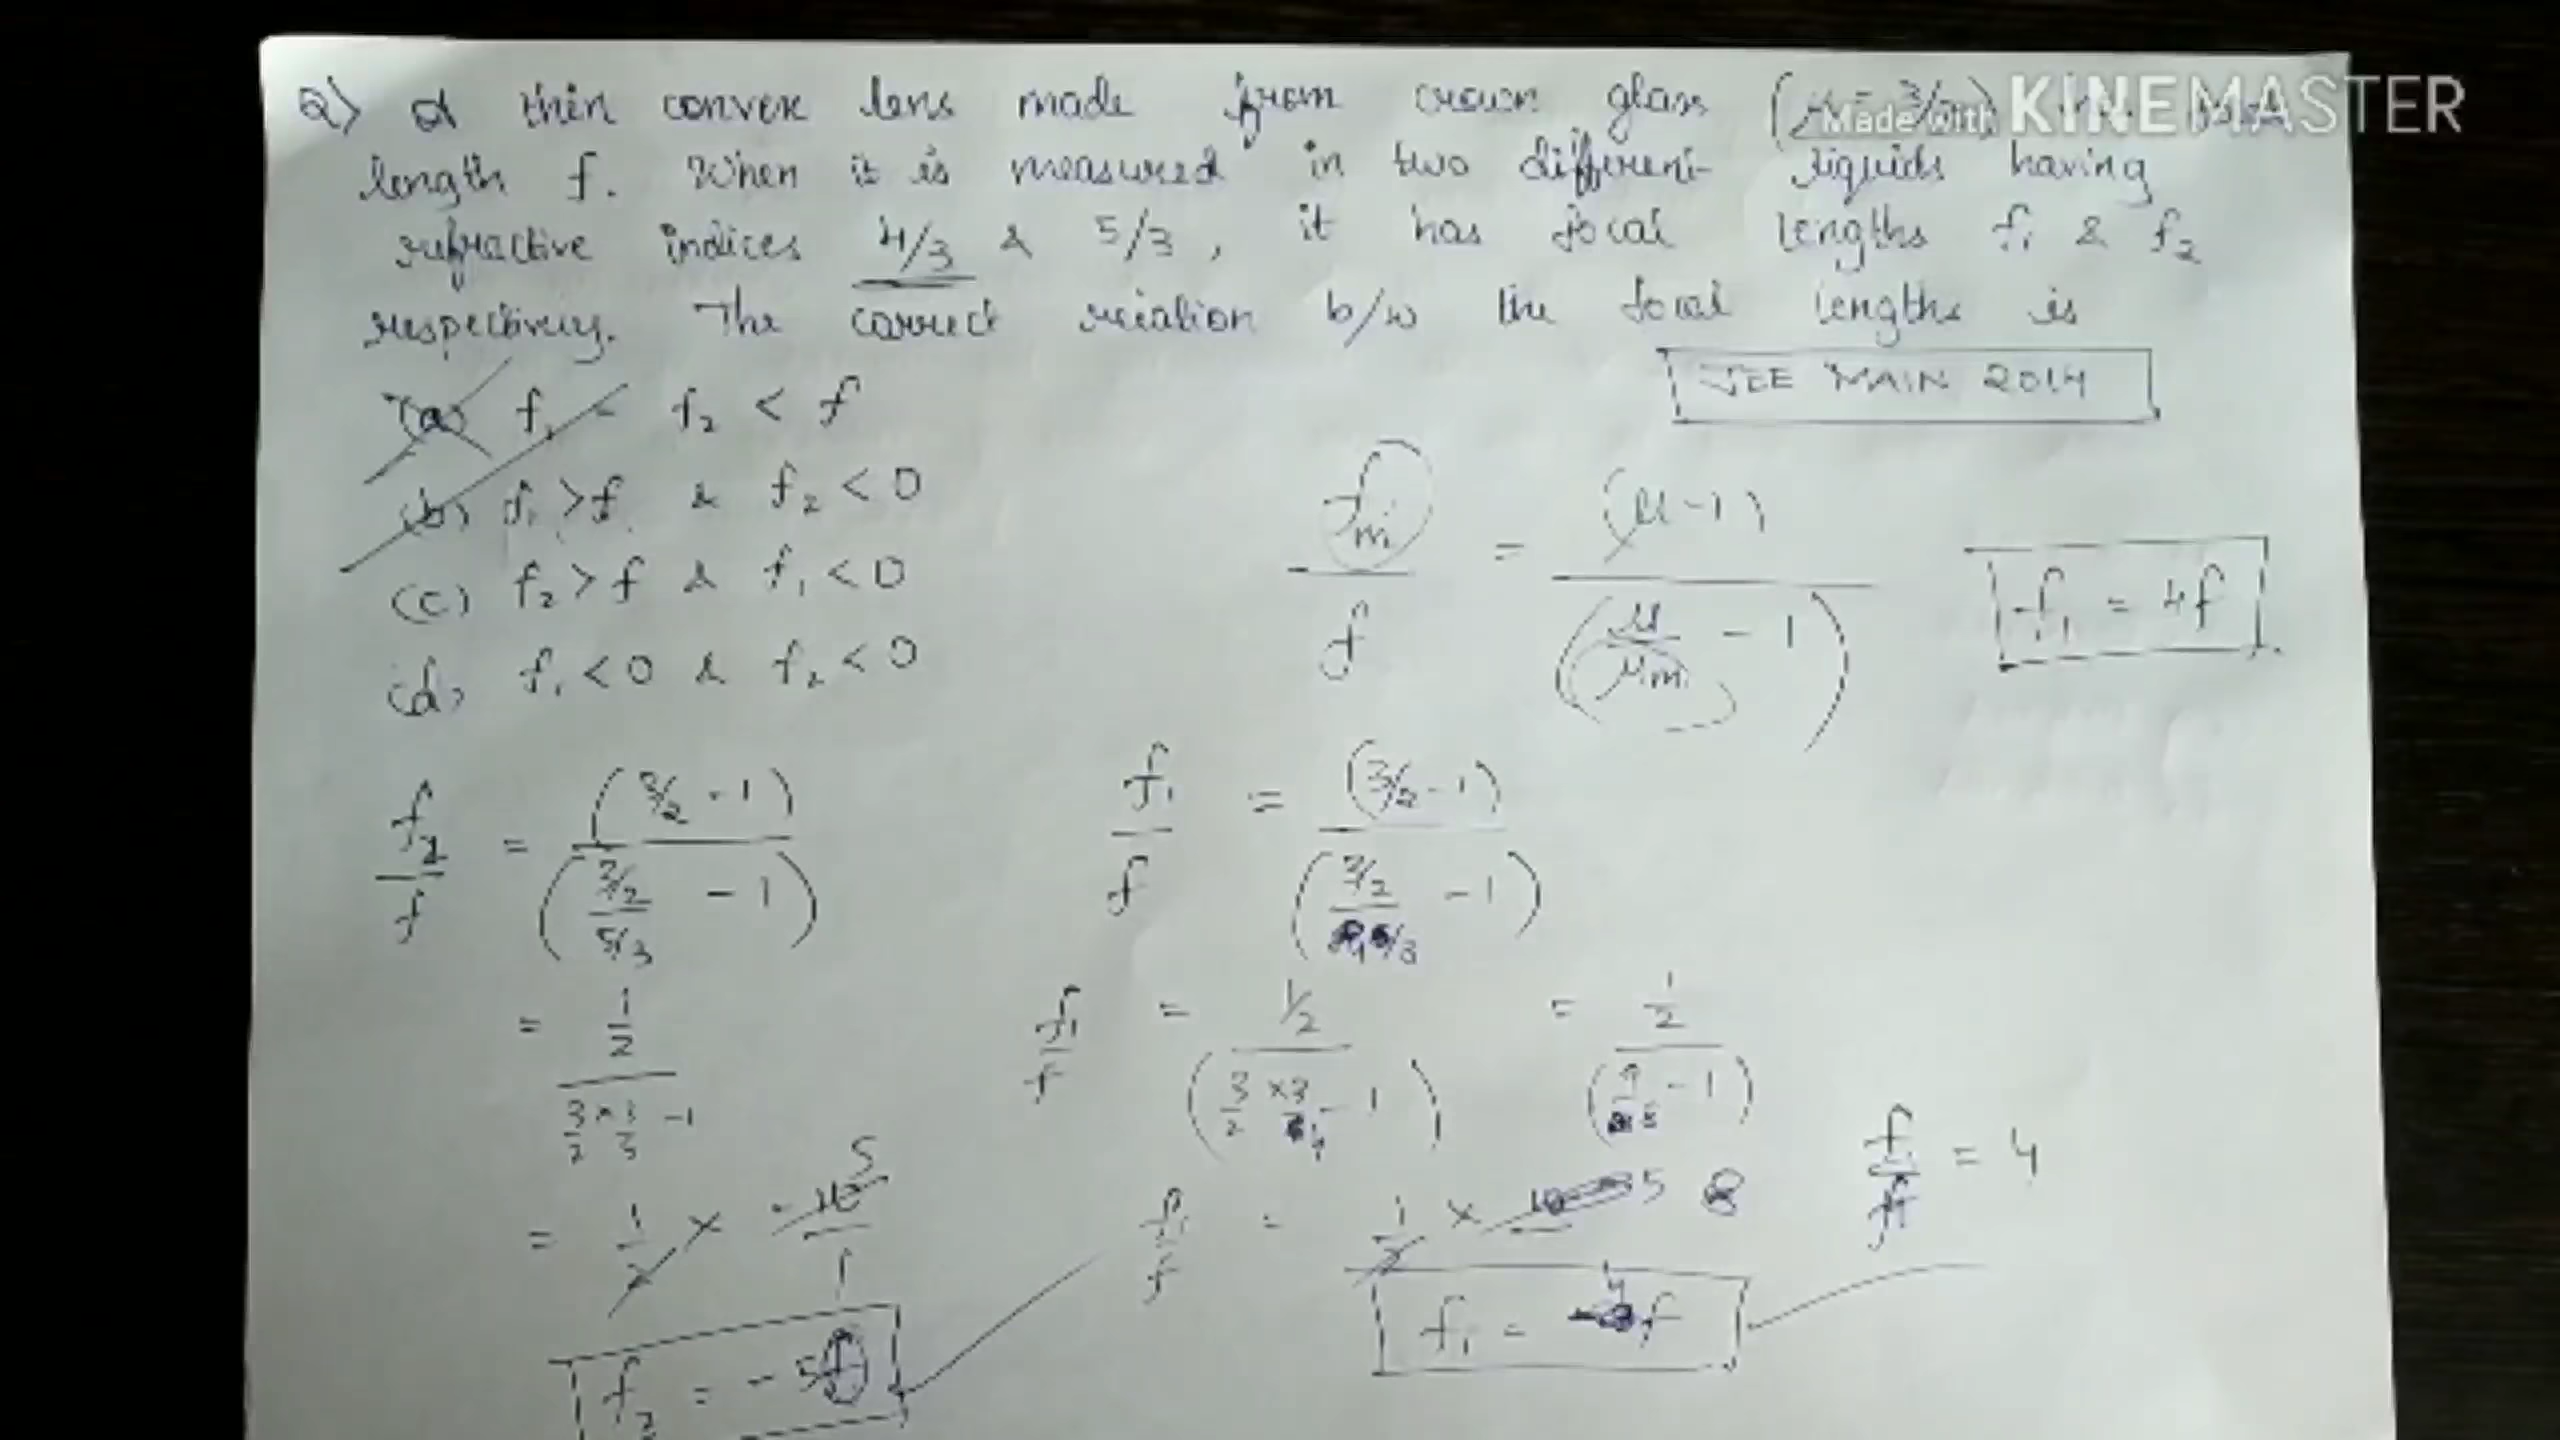 Q) A thin convex lens made from crown glass (μ = 3/2)
Made with KINEMASTER
length f. When it is measured in two different liquids having
refractive indices 4/3 & 5/3, it has focal lengths f₁ & f₂
respectively. The correct relation b/w the focal lengths is
JEE MAIN 2014
(a) f₁ = f₂ < f
(b) f₁ > f & f₂ < 0
(c) f₂ > f & f₁ < 0
(d) f₁ < 0 & f₂ < 0
fm/f = (μ-1)/(μ/μm - 1)
f₁ = 4f
f₂/f = (3/2 - 1)/((3/2)/(5/3) - 1)
f₁/f = (3/2 - 1)/((3/2)/(4/3) - 1)
= 1/2
3/2 × 3/5 - 1
f₁/f = 1/2/(3/2 × 3/4 - 1) = 1/2/(9/8 - 1)
= 1/2 × -10/1 5
f₁/f = 1/2 × 8
f₁/f = 4
f₂ = -5f
f₁ = 4f